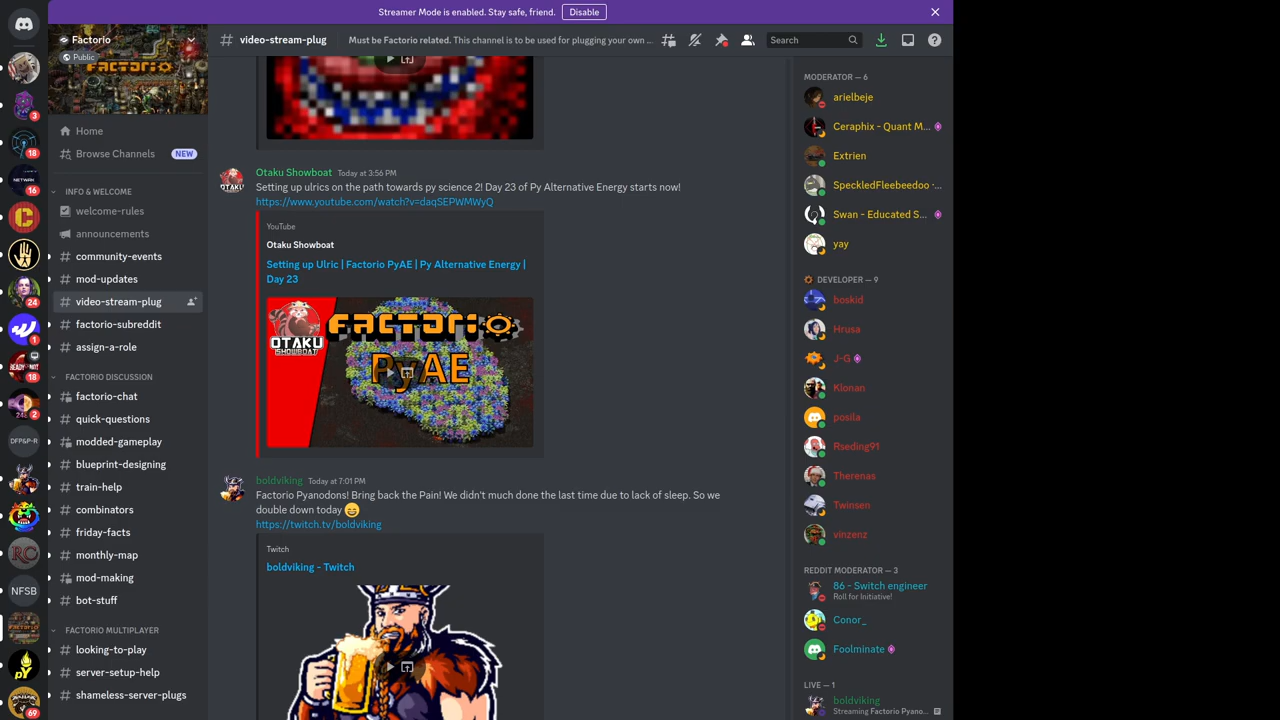 Streamer Mode is enabled. Stay safe, friend.
Disable
Factorio
Public
video-stream-plug
Must be Factorio related. This channel is to be used for plugging your own ...
Search
3
18
16
24
1
18
2
DFP&P-R
NFSB
69
Home
Browse Channels
NEW
INFO & WELCOME
welcome-rules
announcements
community-events
mod-updates
video-stream-plug
factorio-subreddit
assign-a-role
FACTORIO DISCUSSION
factorio-chat
quick-questions
modded-gameplay
blueprint-designing
train-help
combinators
friday-facts
monthly-map
mod-making
bot-stuff
FACTORIO MULTIPLAYER
looking-to-play
server-setup-help
shameless-server-plugs
Otaku Showboat Today at 3:56 PM
Setting up ulrics on the path towards py science 2! Day 23 of Py Alternative Energy starts now!
https://www.youtube.com/watch?v=daqSEPWMWyQ
YouTube
Otaku Showboat
Setting up Ulric | Factorio PyAE | Py Alternative Energy |
Day 23
FACTORIO
OTAKU
SHOWBOAT
PyAE
boldviking Today at 7:01 PM
Factorio Pyanodons! Bring back the Pain! We didn't much done the last time due to lack of sleep. So we
double down today
https://twitch.tv/boldviking
Twitch
boldviking - Twitch
MODERATOR — 6
arielbeje
Ceraphix - Quant M...
Extrien
SpeckledFleebeedoo ·...
Swan - Educated S...
yay
DEVELOPER — 9
boskid
Hrusa
J-G
Klonan
posila
Rseding91
Therenas
Twinsen
vinzenz
REDDIT MODERATOR — 3
86 - Switch engineer
Roll for Initiative!
Conor_
Foolminate
LIVE — 1
boldviking
Streaming Factorio Pyano...